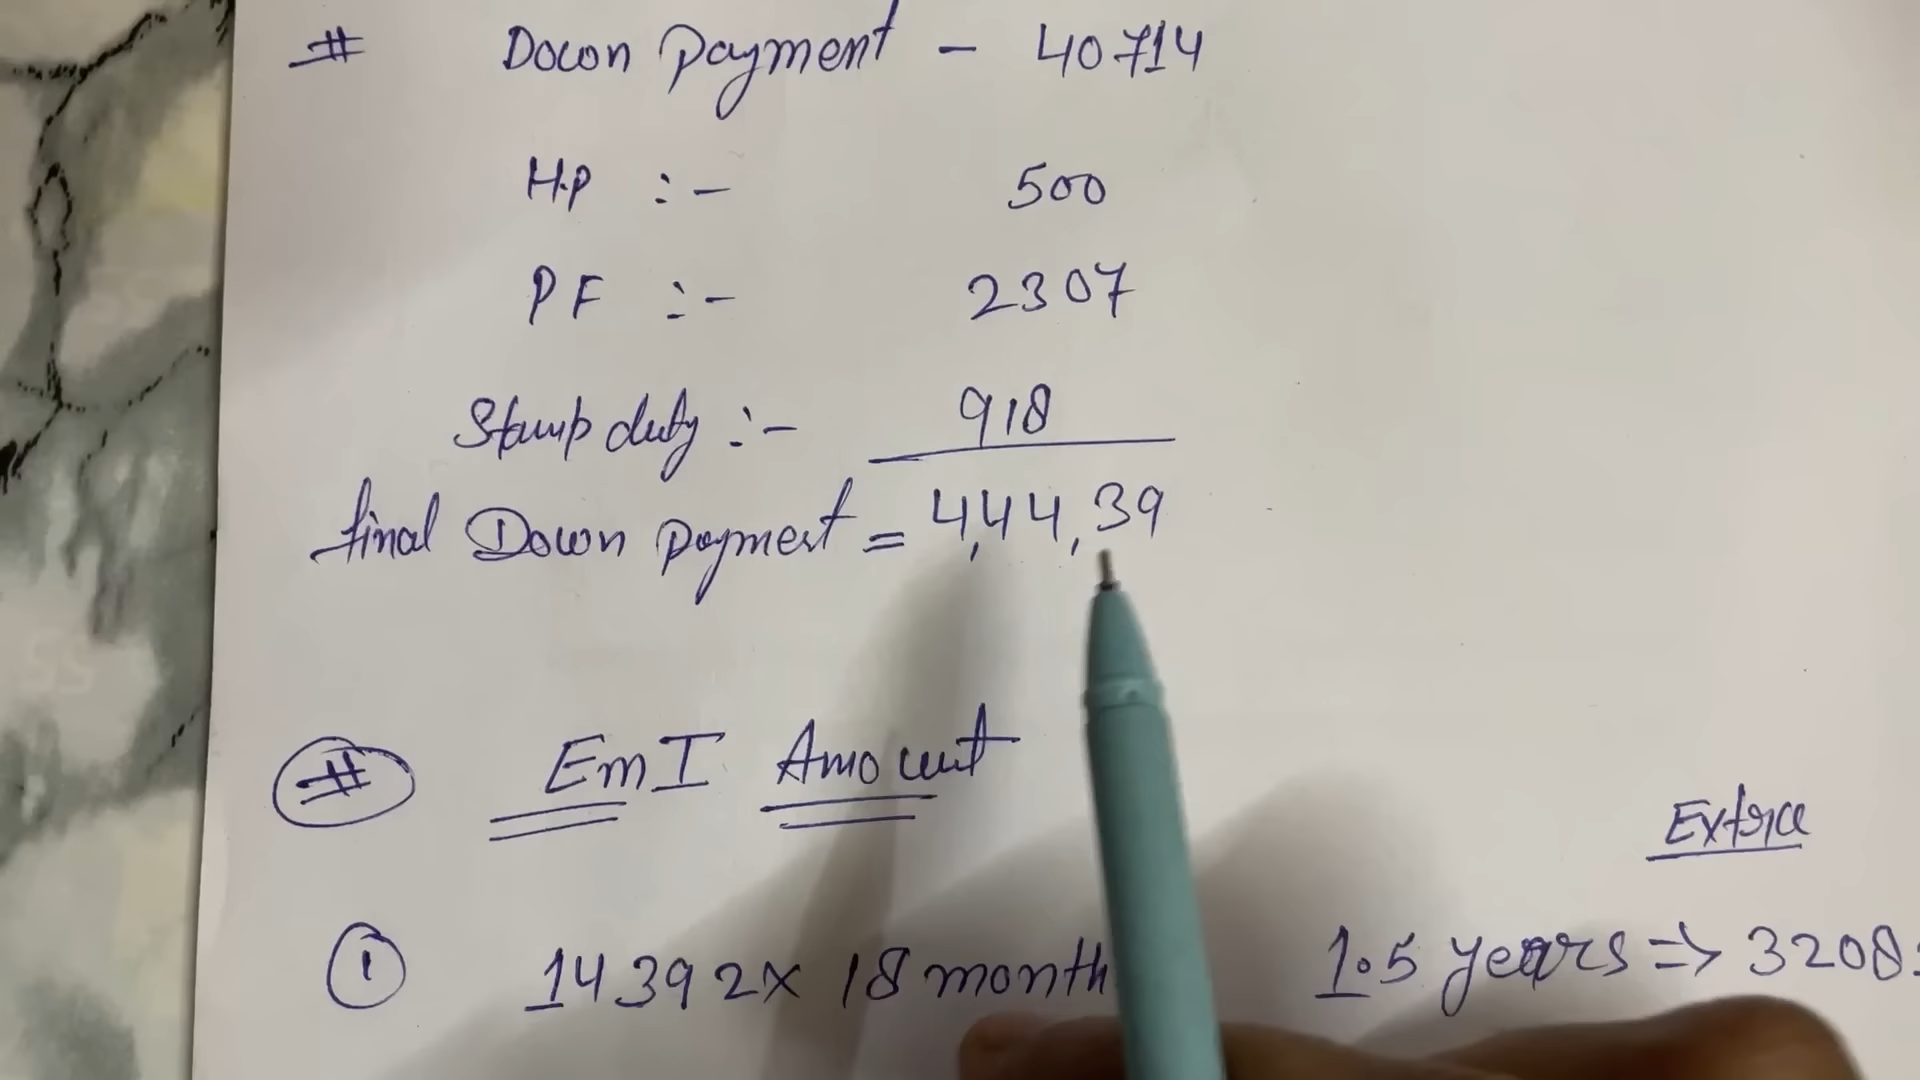 # Down Payment - 40714
H.P :- 500
PF :- 2307
Stamp duty :- 918
final Down Payment = 4,44,39
# EmI Amount
Extra
① 14392x 18 month 1.5 years => 3208